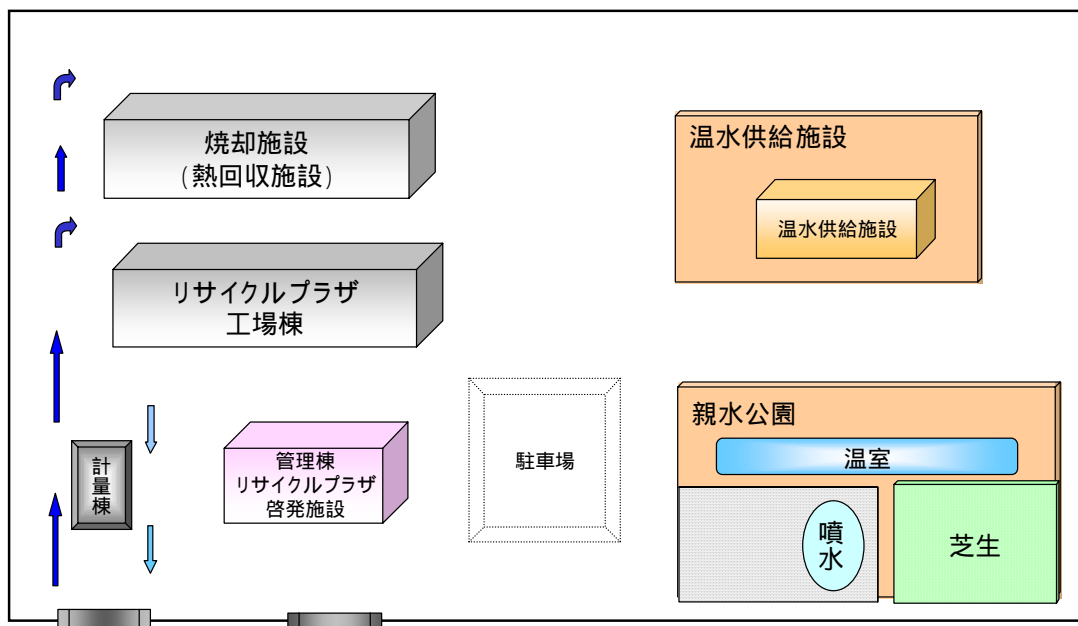 焼却施設
(熱回収施設)
温水供給施設
温水供給施設
リサイクルプラザ
工場棟
計量棟
管理棟
リサイクルプラザ
啓発施設
駐車場
親水公園
温室
噴水
芝生